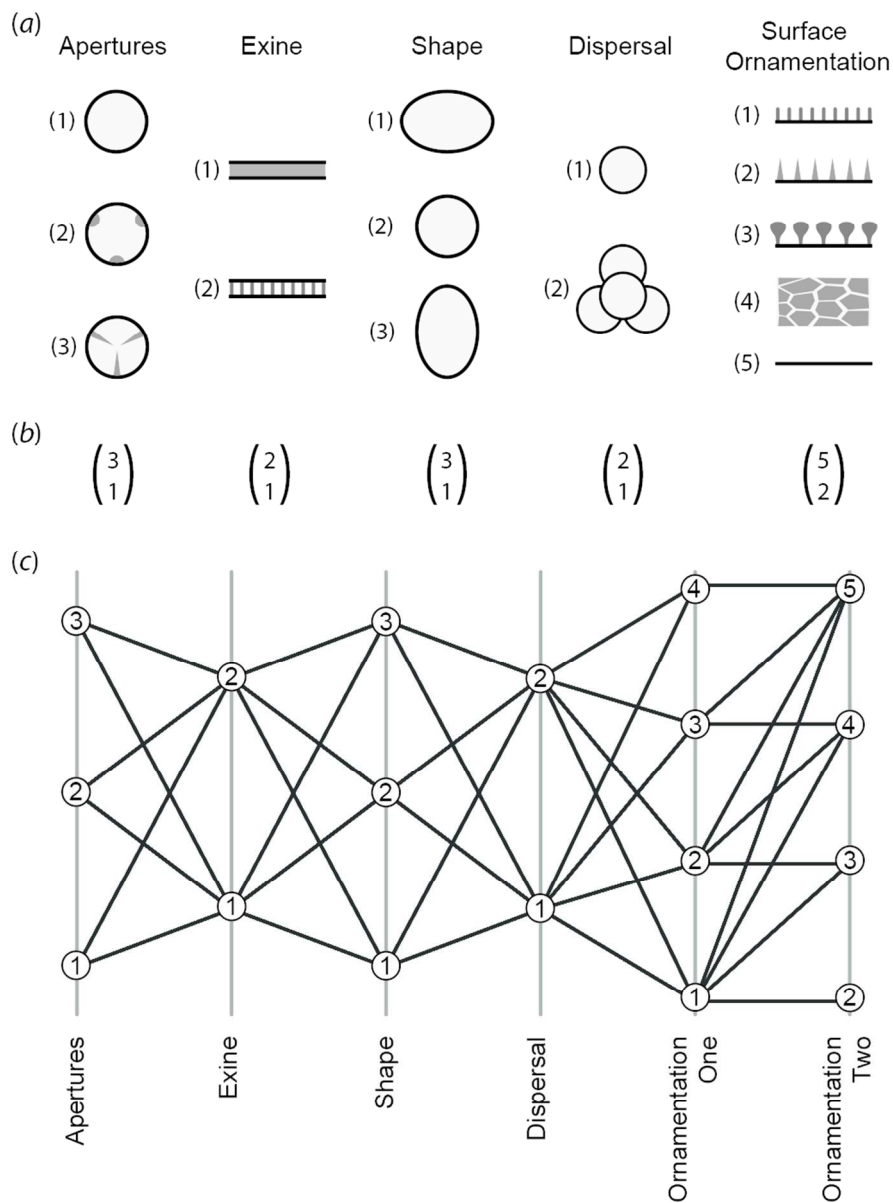 (a)
Apertures
Exine
Shape
Dispersal
Surface
Ornamentation
(1)
(2)
(3)
(1)
(2)
(1)
(2)
(3)
(1)
(2)
(1)
(2)
(3)
(4)
(5)
(b)
(3
1)
(2
1)
(3
1)
(2
1)
(5
2)
(c)
3
2
1
2
1
3
2
1
2
1
4
3
2
1
5
4
3
2
Apertures
Exine
Shape
Dispersal
Ornamentation
One
Ornamentation
Two